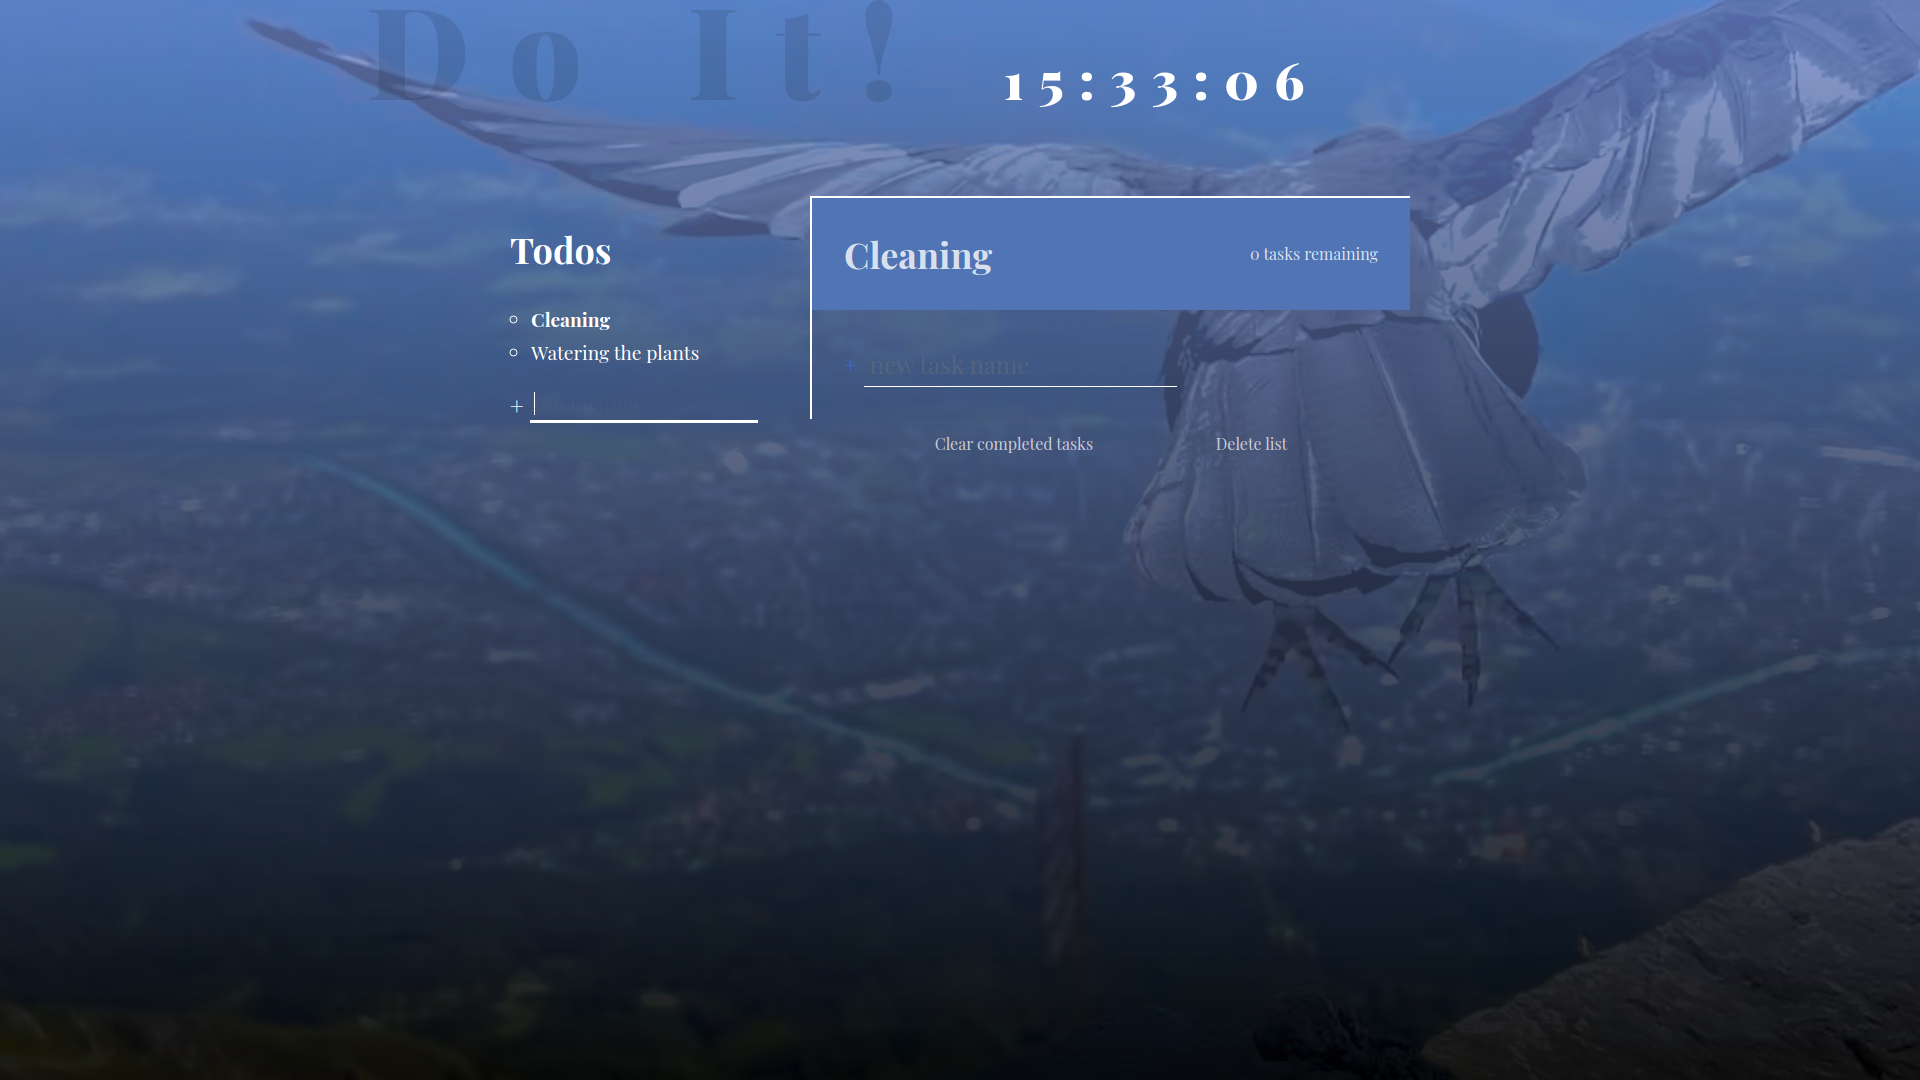 Do It!
15:33:06
Todos
Cleaning
Watering the plants
+
Cleaning
0 tasks remaining
+ new task name
Clear completed tasks
Delete list